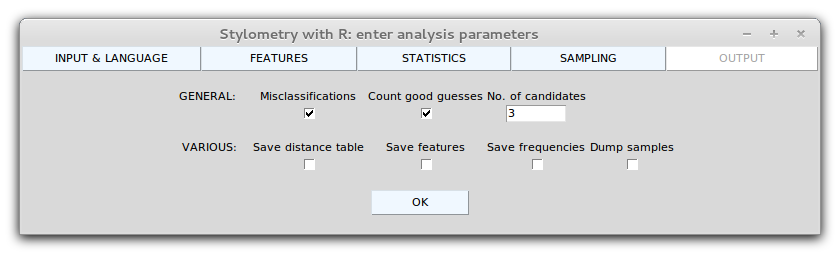 Stylometry with R: enter analysis parameters
INPUT & LANGUAGE FEATURES STATISTICS SAMPLING OUTPUT
GENERAL: Misclassifications Count good guesses No. of candidates
3
VARIOUS: Save distance table Save features Save frequencies Dump samples
OK